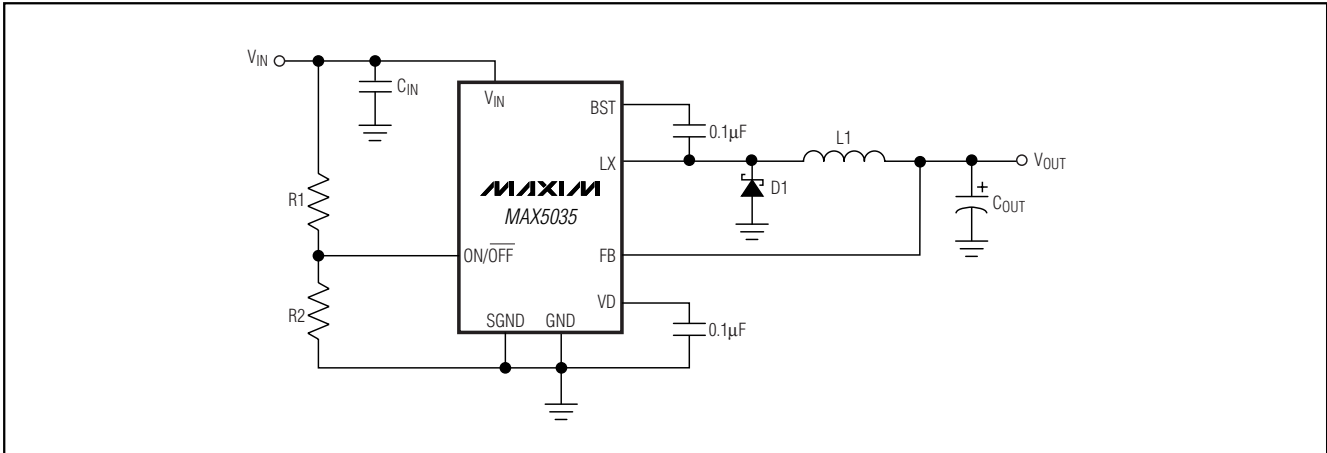 VIN
CIN
VIN
BST
0.1µF
L1
LX
VOUT
R1
MAXIM
D1
+
COUT
MAX5035
ON/OFF
FB
VD
R2
SGND GND
0.1µF